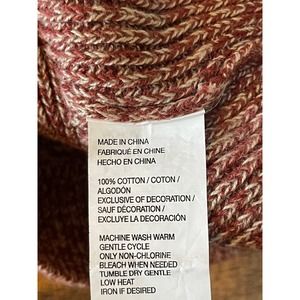 MADE IN CHINA
FABRIQUÉ EN CHINE
HECHO EN CHINA
100% COTTON / COTON /
ALGODÓN
EXCLUSIVE OF DECORATION /
SAUF DÉCORATION /
EXCLUYE LA DECORACIÓN
MACHINE WASH WARM
GENTLE CYCLE
ONLY NON-CHLORINE
BLEACH WHEN NEEDED
TUMBLE DRY GENTLE
LOW HEAT
IRON IF DESIRED